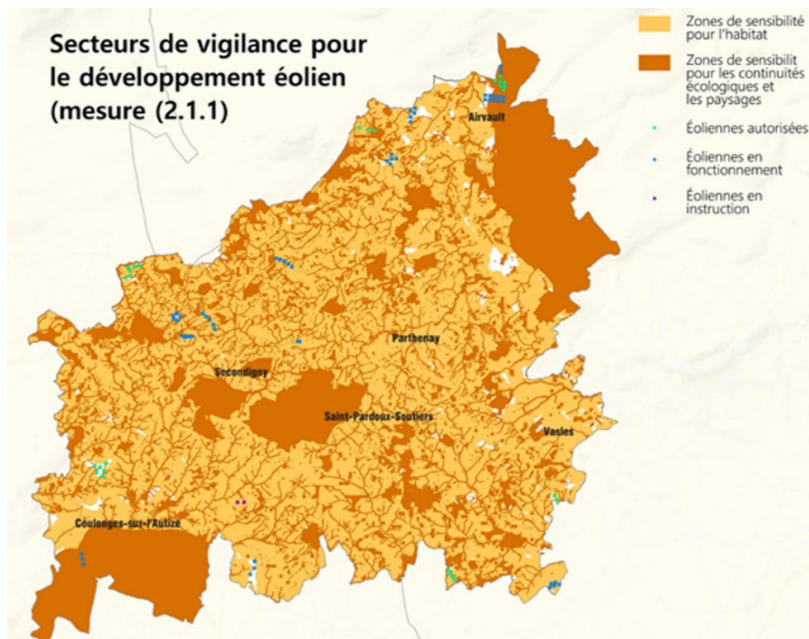 Secteurs de vigilance pour
le développement éolien
(mesure (2.1.1)
Zones de sensibilité
pour l'habitat
Zones de sensibilit
pour les continuités
écologiques et
les paysages
Éoliennes autorisées
Éoliennes en
fonctionnement
Éoliennes en
instruction
Airvault
Parthenay
Secondigny
Saint-Pardoux-Soutiers
Vasles
Coulonges-sur-l'Autize